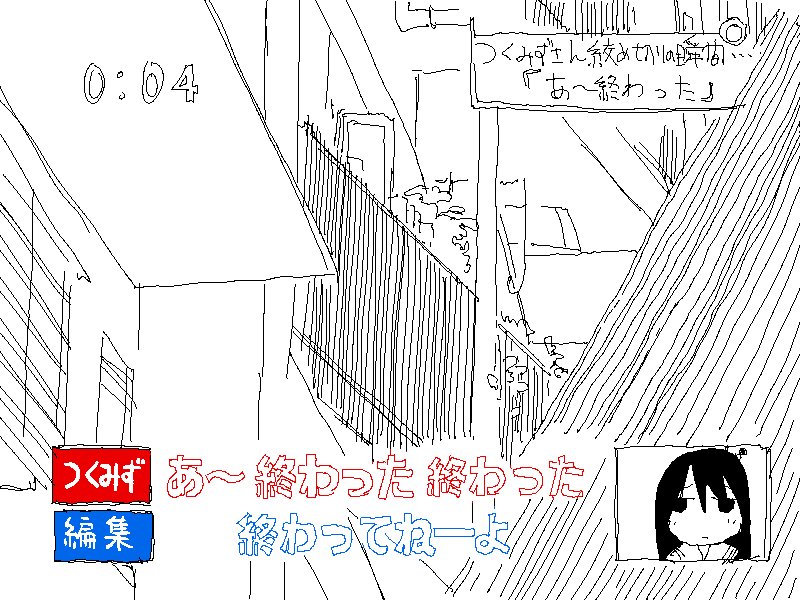 0:04
つくみずさん絞め切りの瞬間…
『あ〜終わった』
つくみず あ〜終わった終わった
編集 終わってねーよ